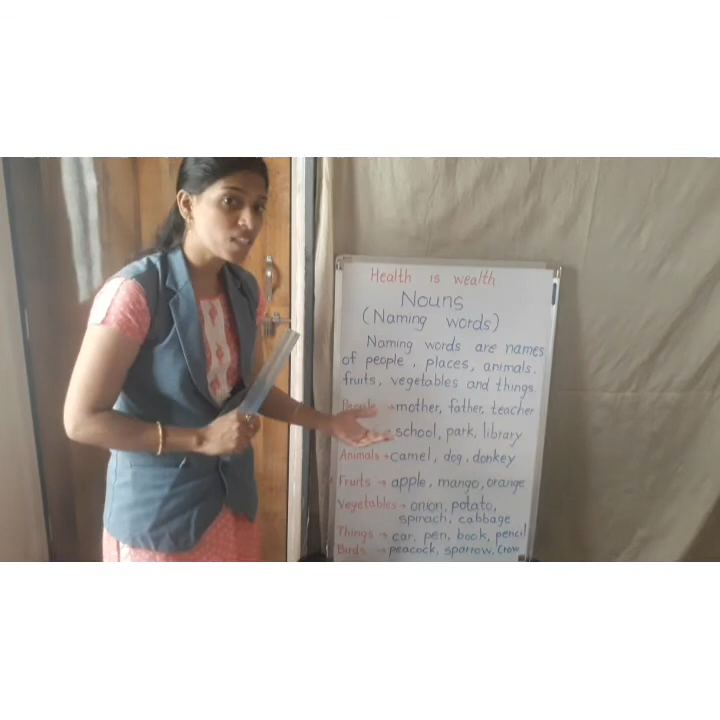 Health is wealth
Nouns
(Naming words)
Naming words are names
of people, places, animals.
fruits, vegetables and things.
People → mother, father, teacher
school, park, library
Animals → camel, dog, donkey
Fruits → apple, mango, orange
Vegetables → onion, potato,
spinach, cabbage
Things → car, pen, book, pencil
Birds → peacock, sparrow, crow